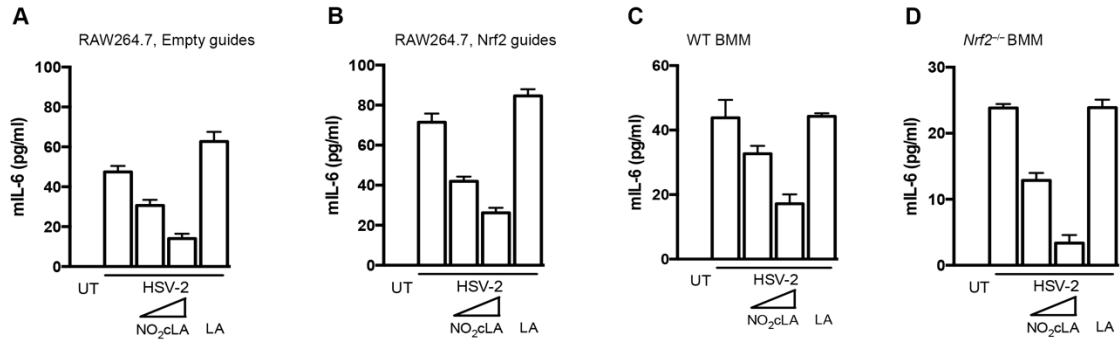 A
RAW264.7, Empty guides
mIL-6 (pg/ml)
100
80
60
40
20
0
UT
HSV-2
NO₂cLA
LA
B
RAW264.7, Nrf2 guides
mIL-6 (pg/ml)
100
80
60
40
20
0
UT
HSV-2
NO₂cLA
LA
C
WT BMM
mIL-6 (pg/ml)
60
40
20
0
UT
HSV-2
NO₂cLA
LA
D
Nrf2⁻/⁻ BMM
mIL-6 (pg/ml)
30
20
10
0
UT
HSV-2
NO₂cLA
LA